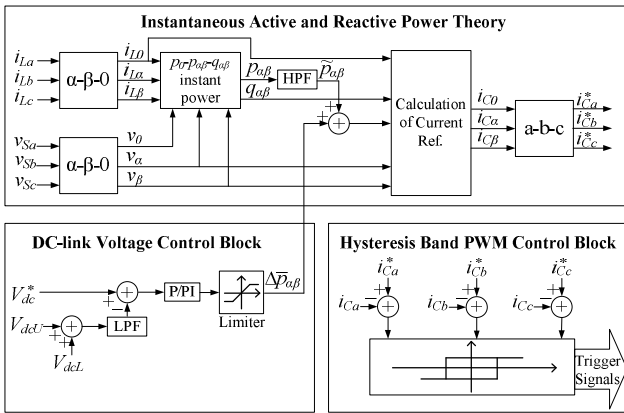 Instantaneous Active and Reactive Power Theory
i_La
i_Lb
i_Lc
α-β-0
i_L0
i_Lα
i_Lβ
p_0-p_αβ-q_αβ
instant
power
p_αβ
q_αβ
HPF
p̃_αβ
+
+
v_Sa
v_Sb
v_Sc
α-β-0
v_0
v_α
v_β
Calculation
of Current
Ref.
i_C0
i_Cα
i_Cβ
a-b-c
i*_Ca
i*_Cb
i*_Cc
DC-link Voltage Control Block
V*_dc
V_dcU
V_dcL
+
+
LPF
+
−
P/PI
Limiter
Δp̅_αβ
Hysteresis Band PWM Control Block
i*_Ca
i*_Cb
i*_Cc
i_Ca
−
+
i_Cb
−
+
i_Cc
−
+
Trigger
Signals